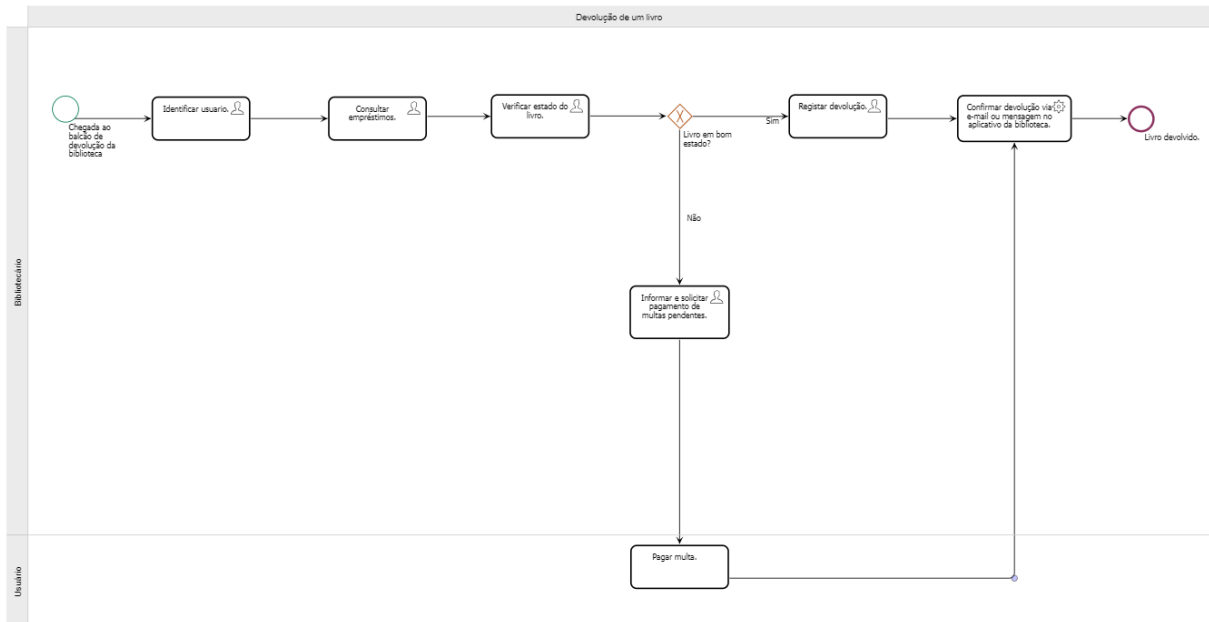 Devolução de um livro
Bibliotecário
Chegada ao
balcão de
devolução da
biblioteca
Identificar usuario.
Consultar
empréstimos.
Verificar estado do
livro.
Livro em bom
estado?
Sim
Registar devolução.
Confirmar devolução via
e-mail ou mensagem no
aplicativo da biblioteca.
Livro devolvido.
Não
Informar e solicitar
pagamento de
multas pendentes.
Usuário
Pagar multa.